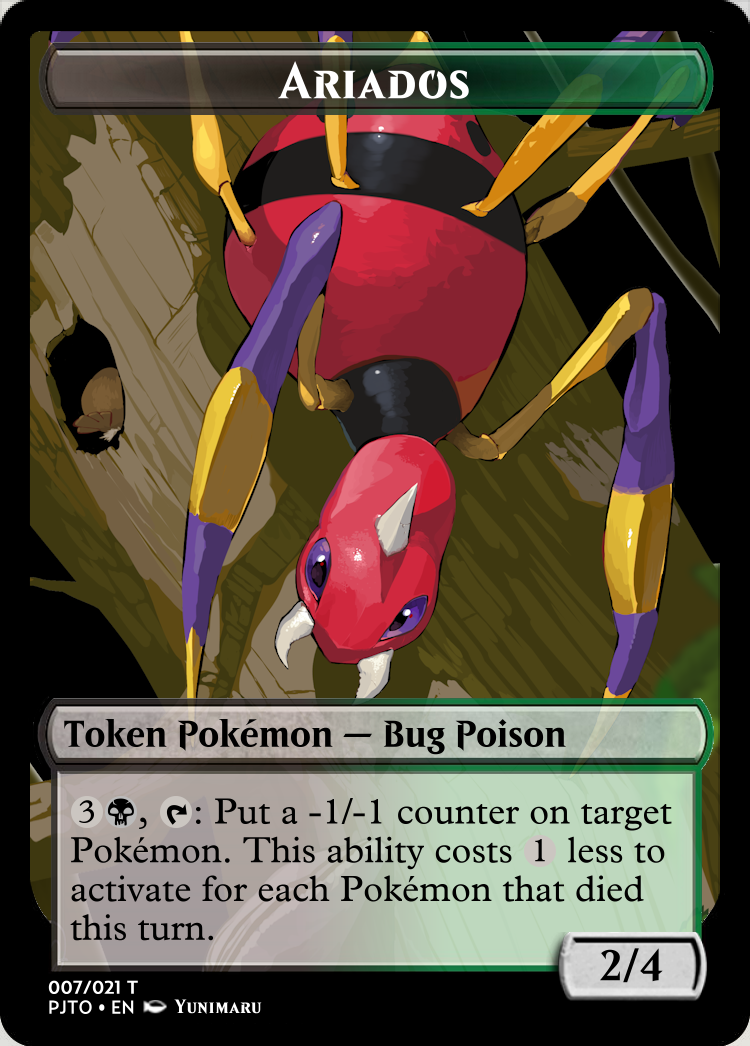 Ariados
Token Pokémon — Bug Poison
3, : Put a -1/-1 counter on target
Pokémon. This ability costs 1 less to
activate for each Pokémon that died
this turn.
2/4
007/021 T
PJTO • EN Yunimaru